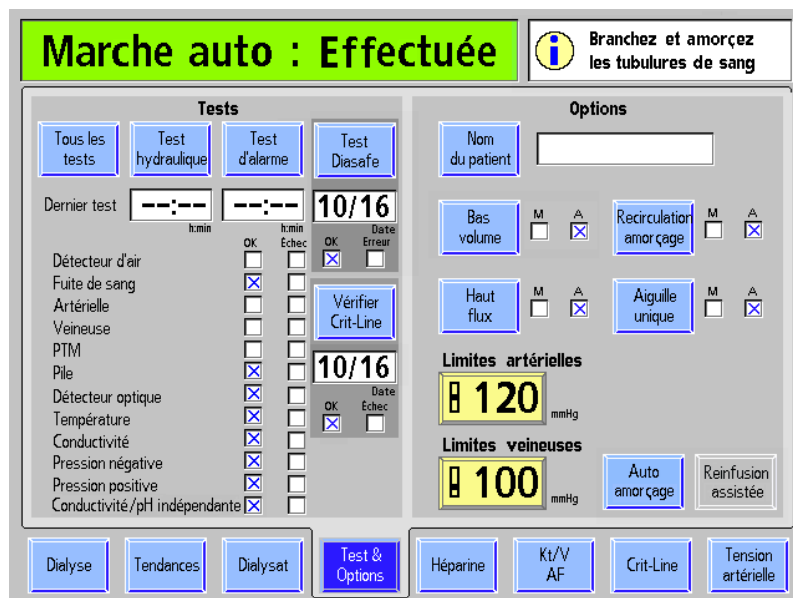 Marche auto : Effectuée
Branchez et amorçez
les tubulures de sang
Tests
Tous les
tests
Test
hydraulique
Test
d'alarme
Test
Diasafe
Dernier test
--:--
--:--
10/16
h:min
h:min
Date
OK
Échec
OK
Erreur
Détecteur d'air
Fuite de sang
Artérielle
Veineuse
PTM
Pile
Détecteur optique
Température
Conductivité
Pression négative
Pression positive
Conductivité/pH indépendante
Vérifier
Crit-Line
10/16
Date
OK
Échec
Options
Nom
du patient
Bas
volume
M
A
Recirculation
amorçage
M
A
Haut
flux
M
A
Aiguille
unique
M
A
Limites artérielles
120
mmHg
Limites veineuses
100
mmHg
Auto
amorçage
Reinfusion
assistée
Dialyse
Tendances
Dialysat
Test &
Options
Héparine
Kt/V
AF
Crit-Line
Tension
artérielle